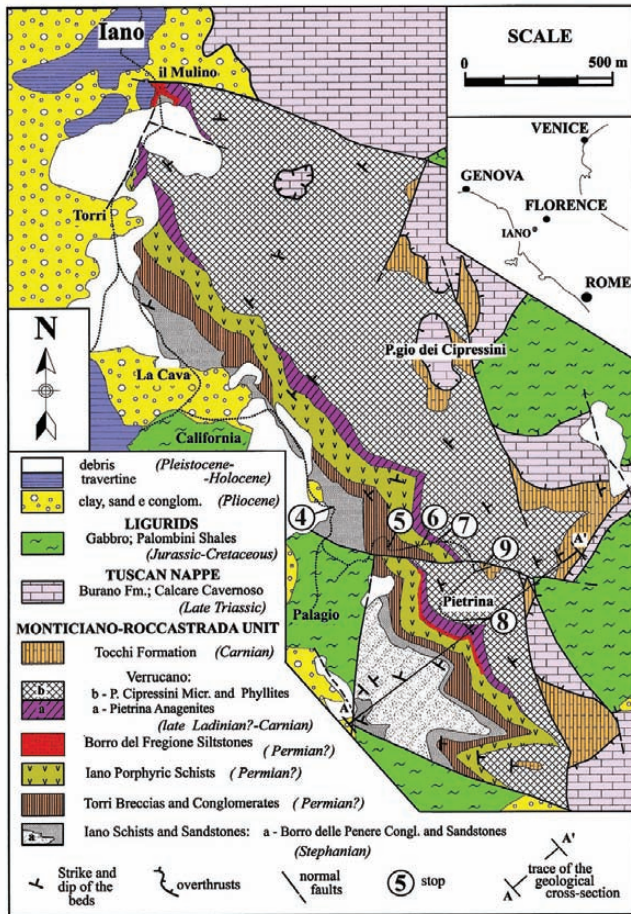 Iano
il Mulino
Torri
SCALE
0 500 m
VENICE
GENOVA
FLORENCE
IANO
ROME
N
P.gio dei Cipressini
La Cava
California
4
5
6
7
9
A'
Pietrina
8
Palagio
A
debris (Pleistocene-
travertine -Holocene)
clay, sand e conglom. (Pliocene)
LIGURIDS
Gabbro; Palombini Shales
(Jurassic-Cretaceous)
TUSCAN NAPPE
Burano Fm.; Calcare Cavernoso
(Late Triassic)
MONTICIANO-ROCCASTRADA UNIT
Tocchi Formation (Carnian)
Verrucano:
b b - P. Cipressini Micr. and Phyllites
a a - Pietrina Anagenites
(late Ladinian?-Carnian)
Borro del Fregione Siltstones (Permian?)
Iano Porphyric Schists (Permian?)
Torri Breccias and Conglomerates (Permian?)
a Iano Schists and Sandstones: a - Borro delle Penere Congl. and Sandstones
(Stephanian)
Strike and dip of the beds
overthrusts
normal faults
5 stop
A A'
trace of the geological cross-section